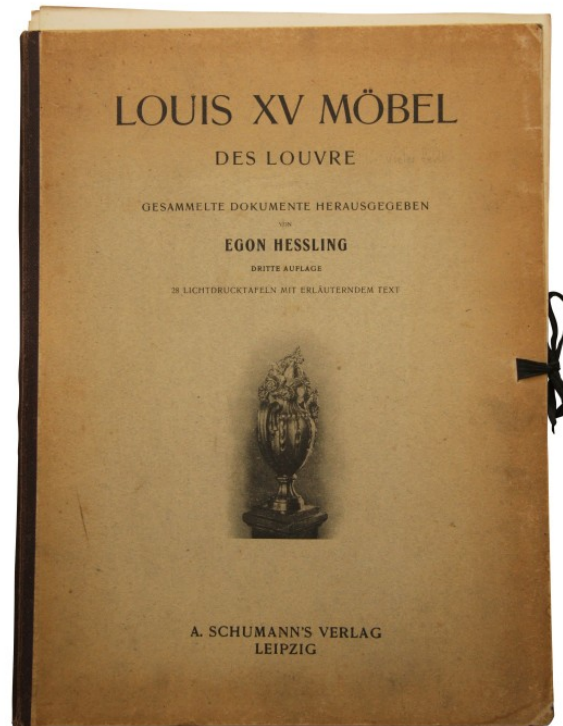 LOUIS XV MÖBEL
DES LOUVRE
GESAMMELTE DOKUMENTE HERAUSGEGEBEN
VON
EGON HESSLING
DRITTE AUFLAGE
28 LICHTDRUCKTAFELN MIT ERLÄUTERNDEM TEXT
A. SCHUMANN'S VERLAG
LEIPZIG